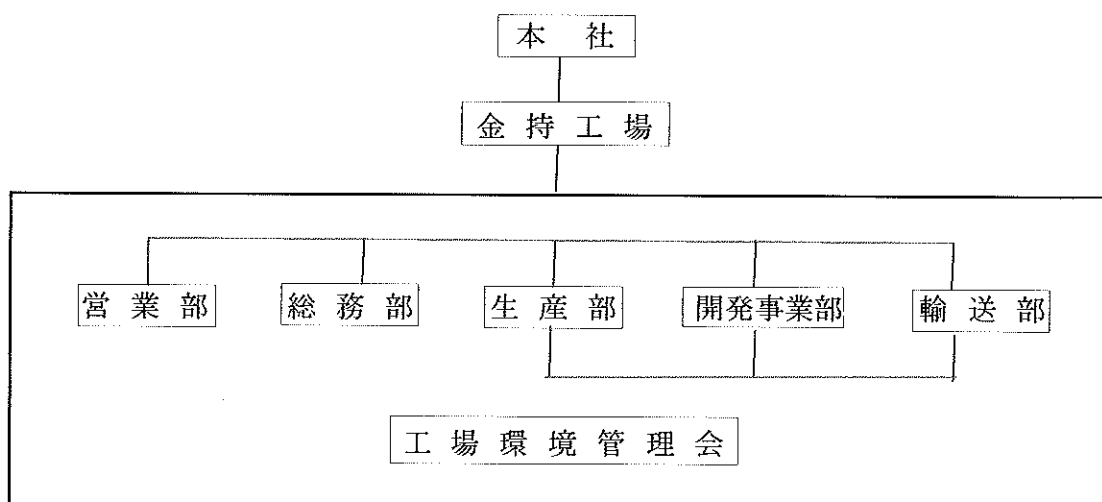 本社
金持工場
営業部 総務部 生産部 開発事業部 輸送部
工場環境管理会